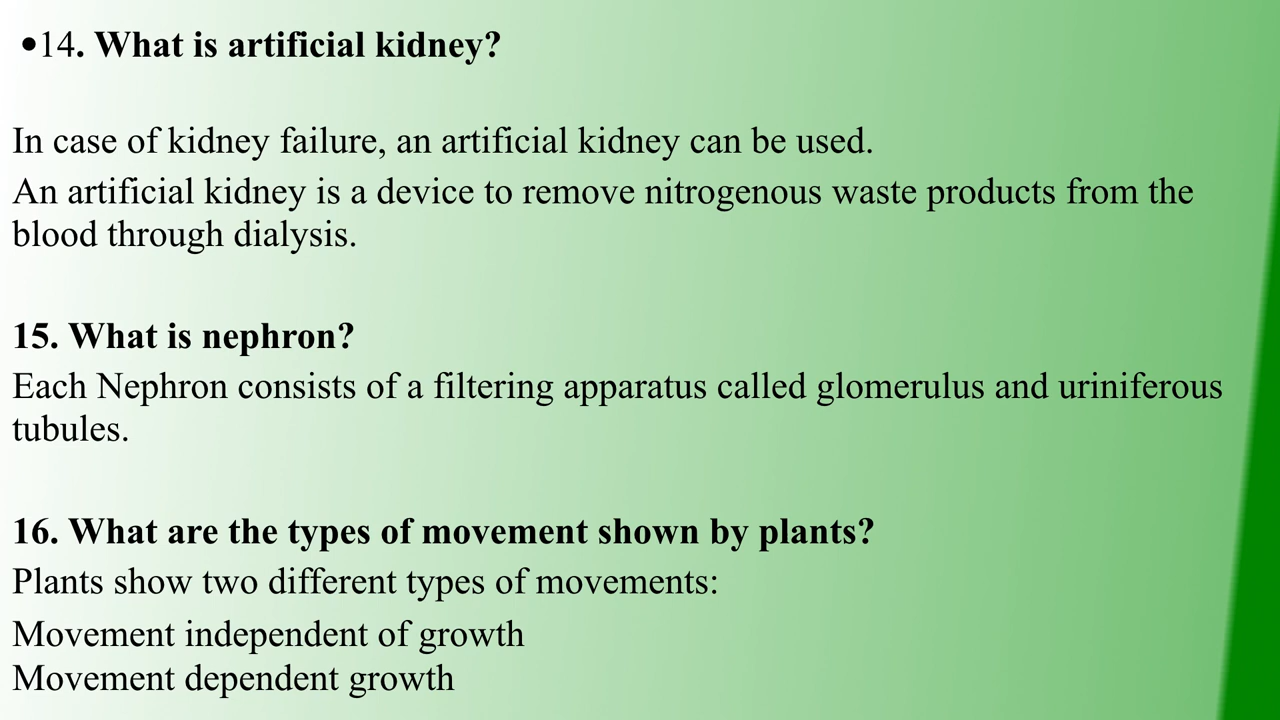 •14. What is artificial kidney?
In case of kidney failure, an artificial kidney can be used.
An artificial kidney is a device to remove nitrogenous waste products from the
blood through dialysis.
15. What is nephron?
Each Nephron consists of a filtering apparatus called glomerulus and uriniferous
tubules.
16. What are the types of movement shown by plants?
Plants show two different types of movements:
Movement independent of growth
Movement dependent growth